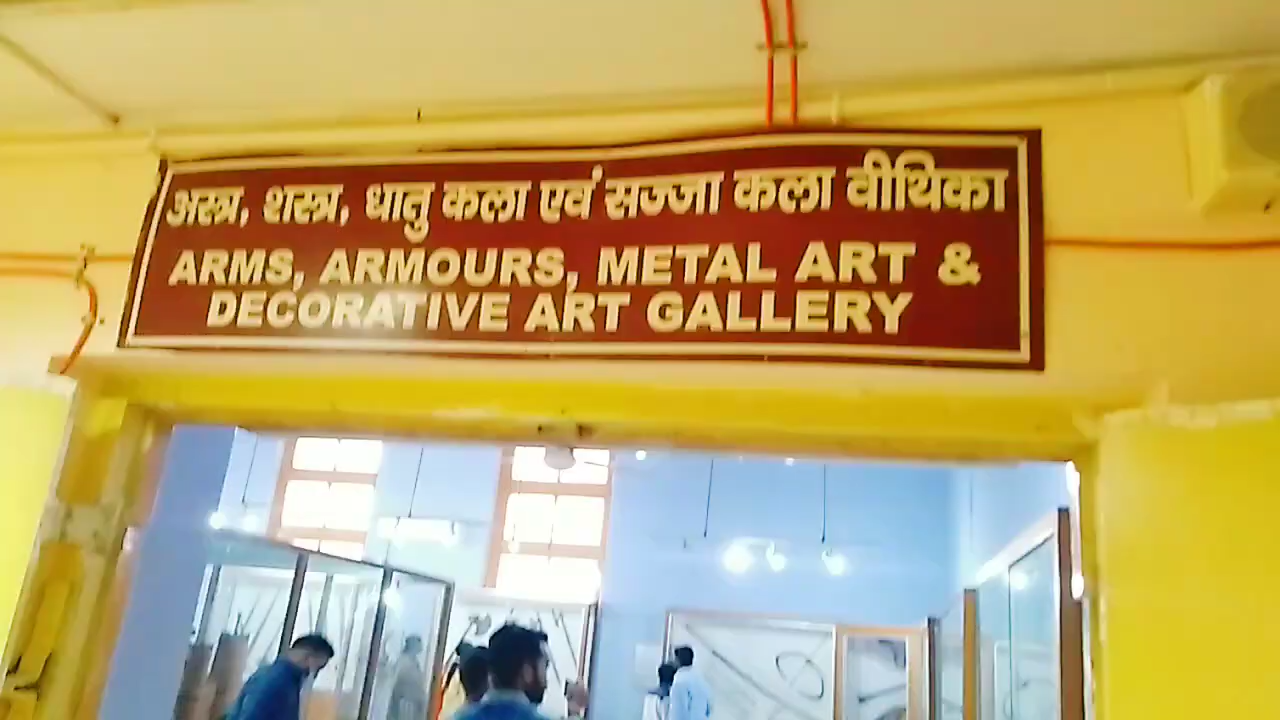 अस्त्र, शस्त्र, धातु कला एवं सज्जा कला वीथिका
ARMS, ARMOURS, METAL ART &
DECORATIVE ART GALLERY